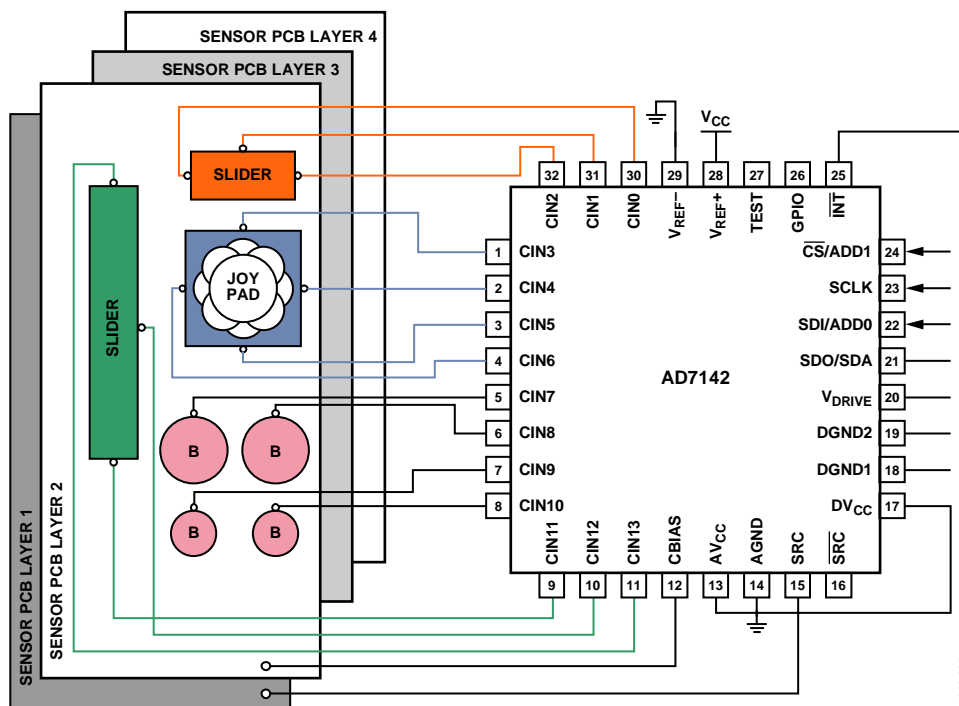 SENSOR PCB LAYER 4
SENSOR PCB LAYER 3
SENSOR PCB LAYER 2
SENSOR PCB LAYER 1
SLIDER
SLIDER
JOY
PAD
B
B
B
B
VCC
32
31
30
29
28
27
26
25
CIN2
CIN1
CIN0
VREF−
VREF+
TEST
GPIO
INT
1
CIN3
2
CIN4
3
CIN5
4
CIN6
5
CIN7
6
CIN8
7
CIN9
8
CIN10
AD7142
CS/ADD1
24
SCLK
23
SDI/ADD0
22
SDO/SDA
21
VDRIVE
20
DGND2
19
DGND1
18
DVCC
17
CIN11
CIN12
CIN13
CBIAS
AVCC
AGND
SRC
SRC
9
10
11
12
13
14
15
16